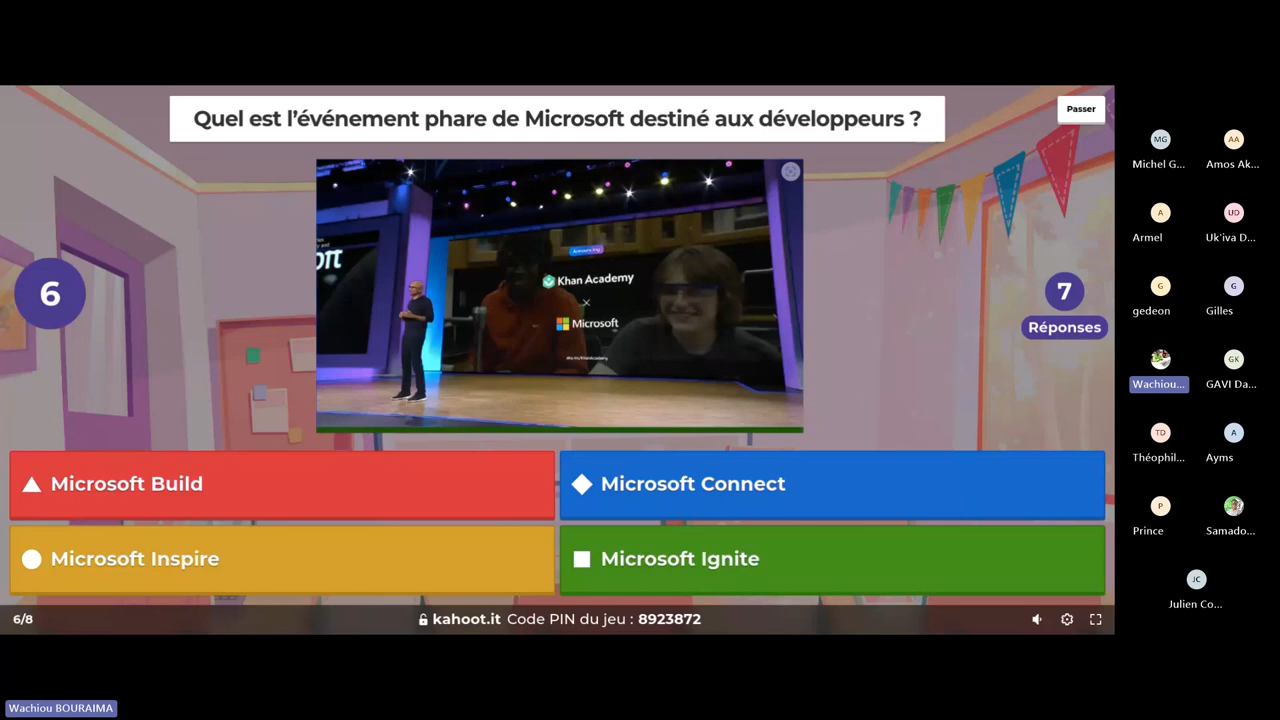 Quel est l’événement phare de Microsoft destiné aux développeurs ?
Passer
Announcing
Khan Academy
×
Microsoft
6
7
Réponses
Microsoft Build
Microsoft Connect
Microsoft Inspire
Microsoft Ignite
6/8
kahoot.it Code PIN du jeu : 8923872
MG
Michel G...
AA
Amos Ak...
A
Armel
UD
Uk'iva D...
G
gedeon
G
Gilles
Wachiou...
GK
GAVI Da...
TD
Théophil...
A
Ayms
P
Prince
Samado...
JC
Julien Co...
Wachiou BOURAIMA